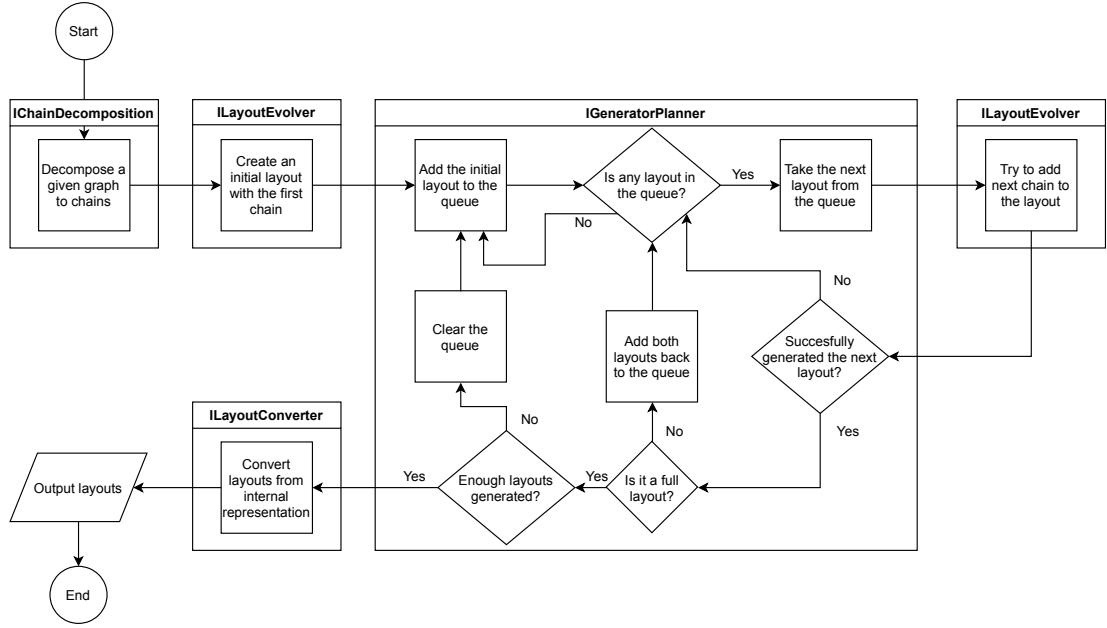 Start
IChainDecomposition
Decompose a
given graph
to chains
ILayoutEvolver
Create an
initial layout
with the first
chain
IGeneratorPlanner
Add the initial
layout to the
queue
Is any layout in
the queue?
Yes
No
Take the next
layout from
the queue
ILayoutEvolver
Try to add
next chain to
the layout
No
Succesfully
generated the next
layout?
Yes
Clear the
queue
Add both
layouts back
to the queue
No
No
Is it a full
layout?
Yes
Enough layouts
generated?
Yes
ILayoutConverter
Convert
layouts from
internal
representation
Output layouts
End